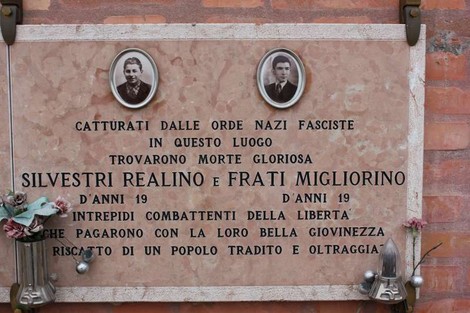 CATTURATI DALLE ORDE NAZI FASCISTE
IN QUESTO LUOGO
TROVARONO MORTE GLORIOSA
SILVESTRI REALINO E FRATI MIGLIORINO
D'ANNI 19 D'ANNI 19
INTREPIDI COMBATTENTI DELLA LIBERTA'
CHE PAGARONO CON LA LORO BELLA GIOVINEZZA
RISCATTO DI UN POPOLO TRADITO E OLTRAGGIAT